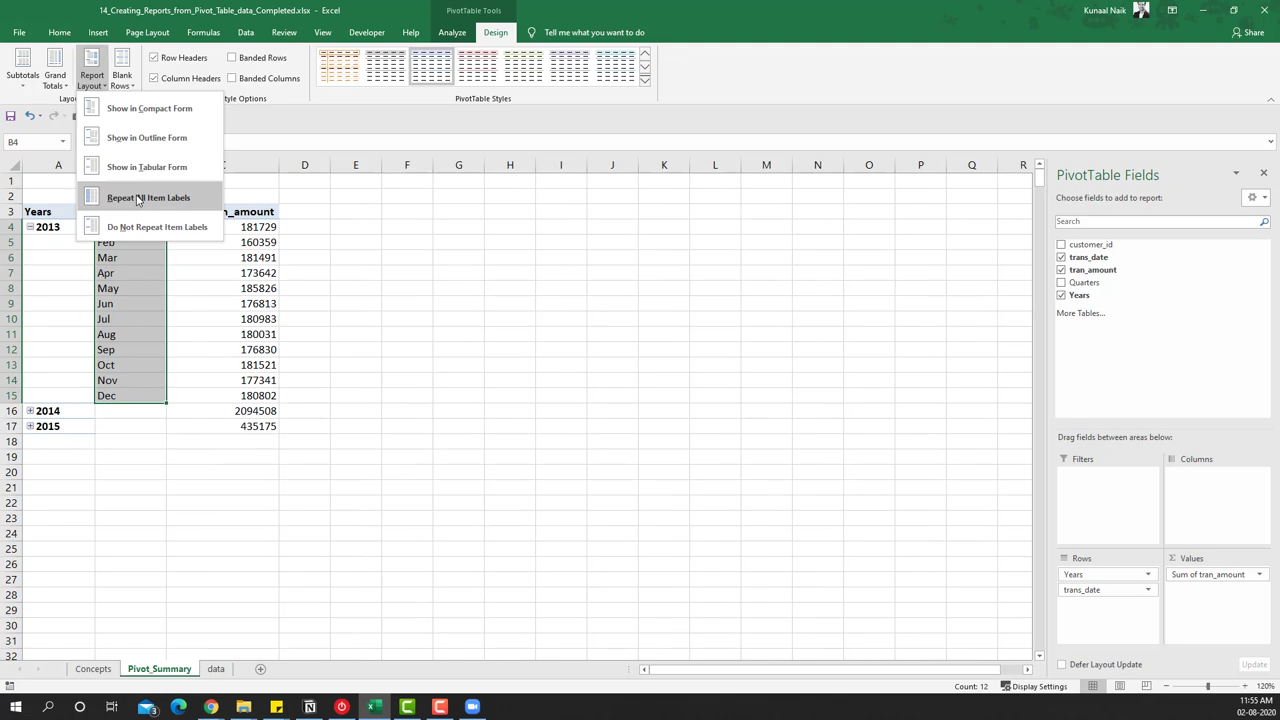 14_Creating_Reports_from_Pivot_Table_data_Completed.xlsx - Excel
PivotTable Tools
Kunaal Naik
File Home Insert Page Layout Formulas Data Review View Developer Help Analyze Design Tell me what you want to do Share
Subtotals
Grand Totals
Report Layout
Blank Rows
Row Headers
Banded Rows
Column Headers
Banded Columns
PivotTable Styles
Show in Compact Form
Show in Outline Form
Show in Tabular Form
Repeat All Item Labels
Do Not Repeat Item Labels
B4
A D E F G H I J K L M N O P Q R
1
2
3 Years
4 2013 181729
5 Feb 160359
6 Mar 181491
7 Apr 173642
8 May 185826
9 Jun 176813
10 Jul 180983
11 Aug 180031
12 Sep 176830
13 Oct 181521
14 Nov 177341
15 Dec 180802
16 2014 2094508
17 2015 435175
18
19
20
21
22
23
24
25
26
27
28
29
30
31
32
PivotTable Fields
Choose fields to add to report:
Search
customer_id
trans_date
tran_amount
Quarters
Years
More Tables...
Drag fields between areas below:
Filters
Columns
Rows
Values
Years
Sum of tran_amount
trans_date
Defer Layout Update
Update
Concepts Pivot_Summary data
Count: 12 Display Settings 120%
11:55 AM
02-08-2020